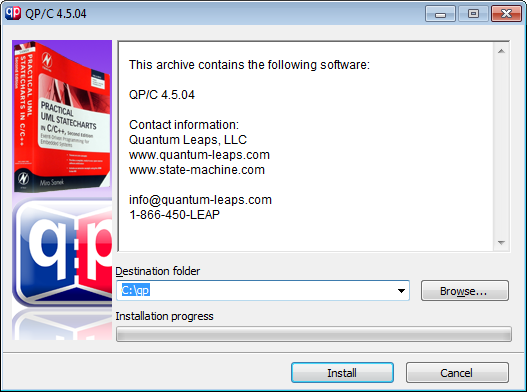 QP/C 4.5.04
This archive contains the following software:
QP/C 4.5.04
Contact information:
Quantum Leaps, LLC
www.quantum-leaps.com
www.state-machine.com
info@quantum-leaps.com
1-866-450-LEAP
PRACTICAL UML STATECHARTS
PRACTICAL
UML STATECHARTS
IN C/C++, Second Edition
Event-Driven Programming for
Embedded Systems
Miro Samek
qp
Destination folder
C:\qp
Browse...
Installation progress
Install
Cancel